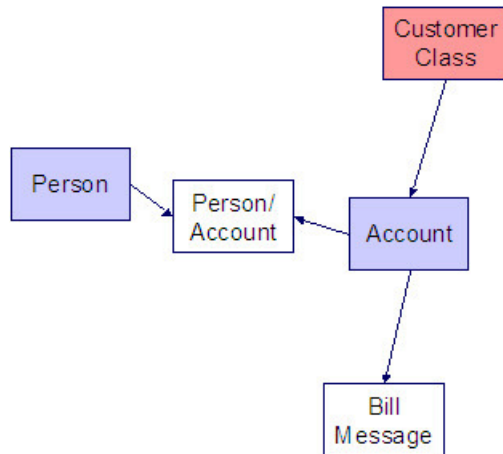 Customer
Class
Person
Person/
Account
Account
Bill
Message